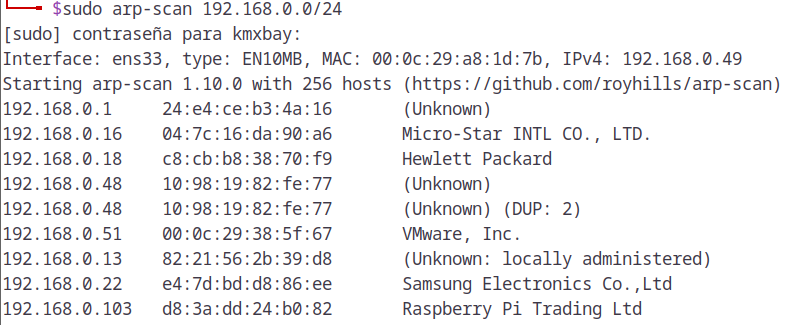 $sudo arp-scan 192.168.0.0/24
[sudo] contraseña para kmxbay:
Interface: ens33, type: EN10MB, MAC: 00:0c:29:a8:1d:7b, IPv4: 192.168.0.49
Starting arp-scan 1.10.0 with 256 hosts (https://github.com/royhills/arp-scan)
192.168.0.1 24:e4:ce:b3:4a:16 (Unknown)
192.168.0.16 04:7c:16:da:90:a6 Micro-Star INTL CO., LTD.
192.168.0.18 c8:cb:b8:38:70:f9 Hewlett Packard
192.168.0.48 10:98:19:82:fe:77 (Unknown)
192.168.0.48 10:98:19:82:fe:77 (Unknown) (DUP: 2)
192.168.0.51 00:0c:29:38:5f:67 VMware, Inc.
192.168.0.13 82:21:56:2b:39:d8 (Unknown: locally administered)
192.168.0.22 e4:7d:bd:d8:86:ee Samsung Electronics Co.,Ltd
192.168.0.103 d8:3a:dd:24:b0:82 Raspberry Pi Trading Ltd